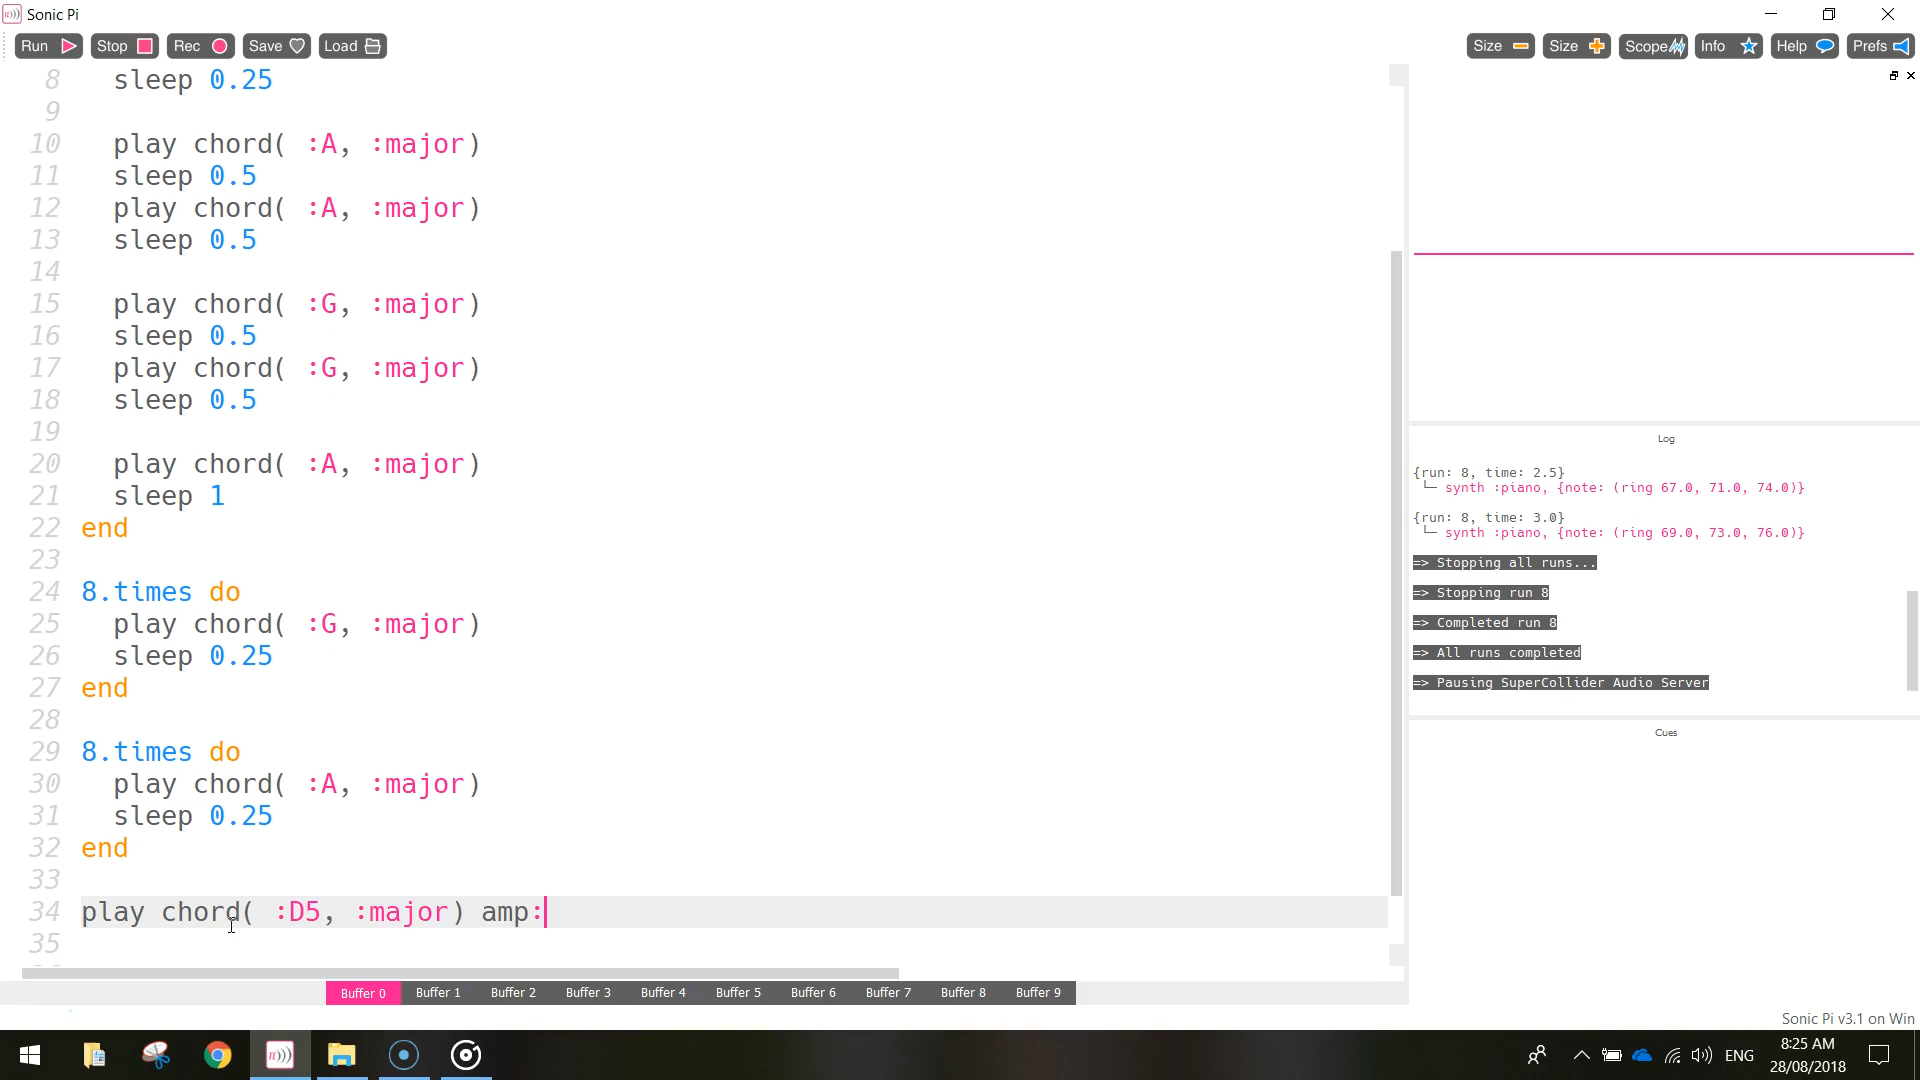 Sonic Pi
Run Stop Rec Save Load Size Size Scope Info Help Prefs
8 sleep 0.25
9
10 play chord( :A, :major)
11 sleep 0.5
12 play chord( :A, :major)
13 sleep 0.5
14
15 play chord( :G, :major)
16 sleep 0.5
17 play chord( :G, :major)
18 sleep 0.5
19
20 play chord( :A, :major)
21 sleep 1
22 end
23
24 8.times do
25 play chord( :G, :major)
26 sleep 0.25
27 end
28
29 8.times do
30 play chord( :A, :major)
31 sleep 0.25
32 end
33
34 play chord( :D5, :major) amp:
35
Log
{run: 8, time: 2.5}
└─ synth :piano, {note: (ring 67.0, 71.0, 74.0)}
{run: 8, time: 3.0}
└─ synth :piano, {note: (ring 69.0, 73.0, 76.0)}
=> Stopping all runs...
=> Stopping run 8
=> Completed run 8
=> All runs completed
=> Pausing SuperCollider Audio Server
Cues
Buffer 0 Buffer 1 Buffer 2 Buffer 3 Buffer 4 Buffer 5 Buffer 6 Buffer 7 Buffer 8 Buffer 9
Sonic Pi v3.1 on Win
ENG
8:25 AM
28/08/2018